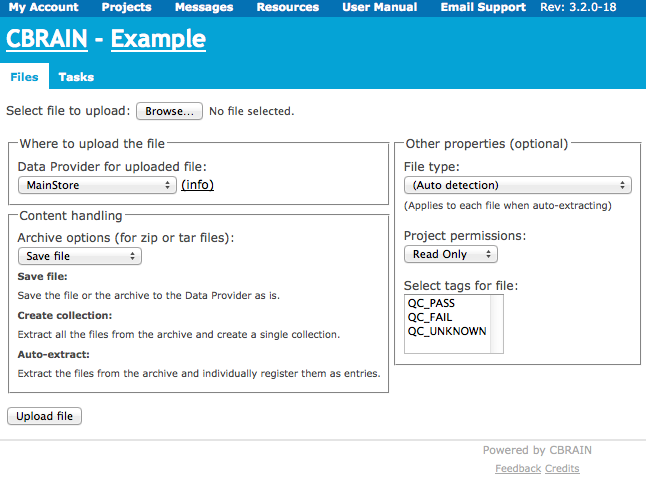 My Account Projects Messages Resources User Manual Email Support Rev: 3.2.0-18
CBRAIN - Example
Files Tasks
Select file to upload: Browse... No file selected.
Where to upload the file
Data Provider for uploaded file:
MainStore (info)
Content handling
Archive options (for zip or tar files):
Save file
Save file:
Save the file or the archive to the Data Provider as is.
Create collection:
Extract all the files from the archive and create a single collection.
Auto-extract:
Extract the files from the archive and individually register them as entries.
Other properties (optional)
File type:
(Auto detection)
(Applies to each file when auto-extracting)
Project permissions:
Read Only
Select tags for file:
QC_PASS
QC_FAIL
QC_UNKNOWN
Upload file
Powered by CBRAIN
Feedback Credits